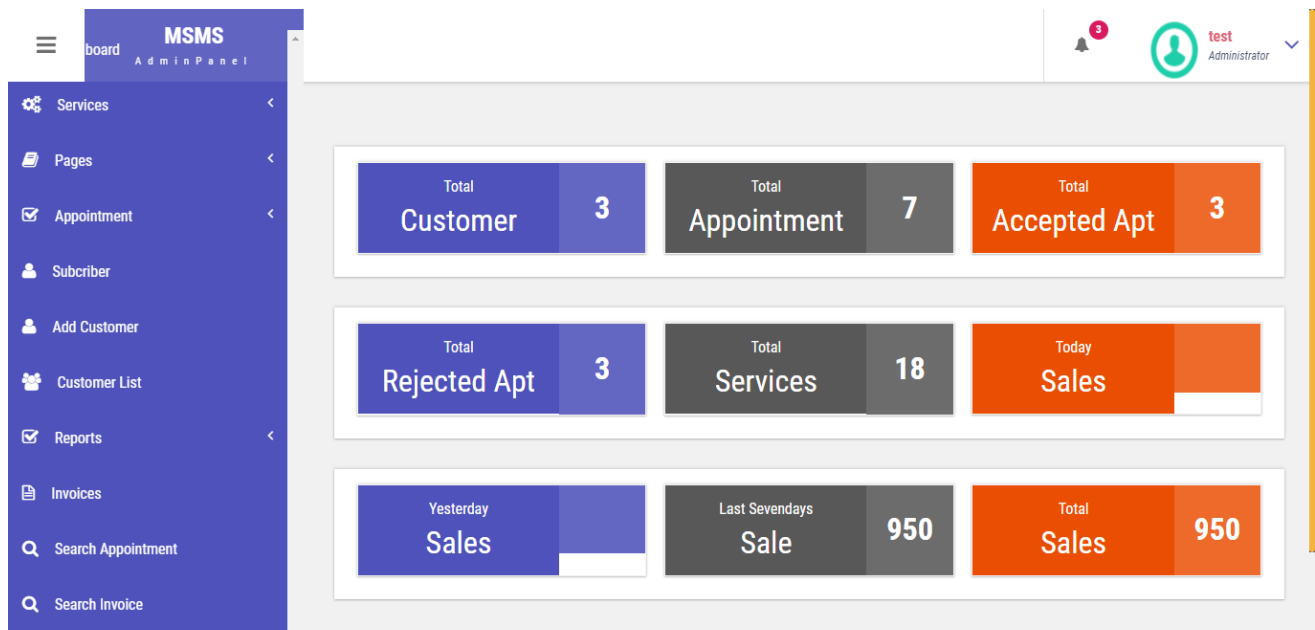 board
MSMS
AdminPanel
3
test
Administrator
Services
Pages
Appointment
Subcriber
Add Customer
Customer List
Reports
Invoices
Search Appointment
Search Invoice
Total
Customer
3
Total
Appointment
7
Total
Accepted Apt
3
Total
Rejected Apt
3
Total
Services
18
Today
Sales
Yesterday
Sales
Last Sevendays
Sale
950
Total
Sales
950